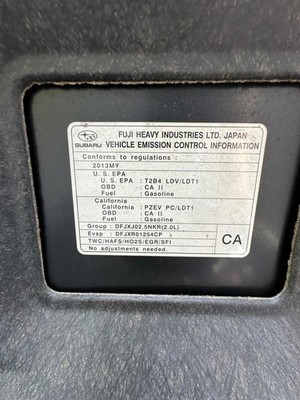 FUJI HEAVY INDUSTRIES LTD. JAPAN
SUBARU VEHICLE EMISSION CONTROL INFORMATION
Conforms to regulations :
2013MY
U. S. EPA
U. S. EPA : T2B4 LDV/LDT1
OBD : CA II
Fuel : Gasoline
California
California : PZEV PC/LDT1
OBD : CA II
Fuel : Gasoline
Group : DFJXJ02.5NKR(2.0L)
Evap : DFJXR01254CP
TWC/HAFS/HO2S/EGR/SFI
No adjustments needed.
CA